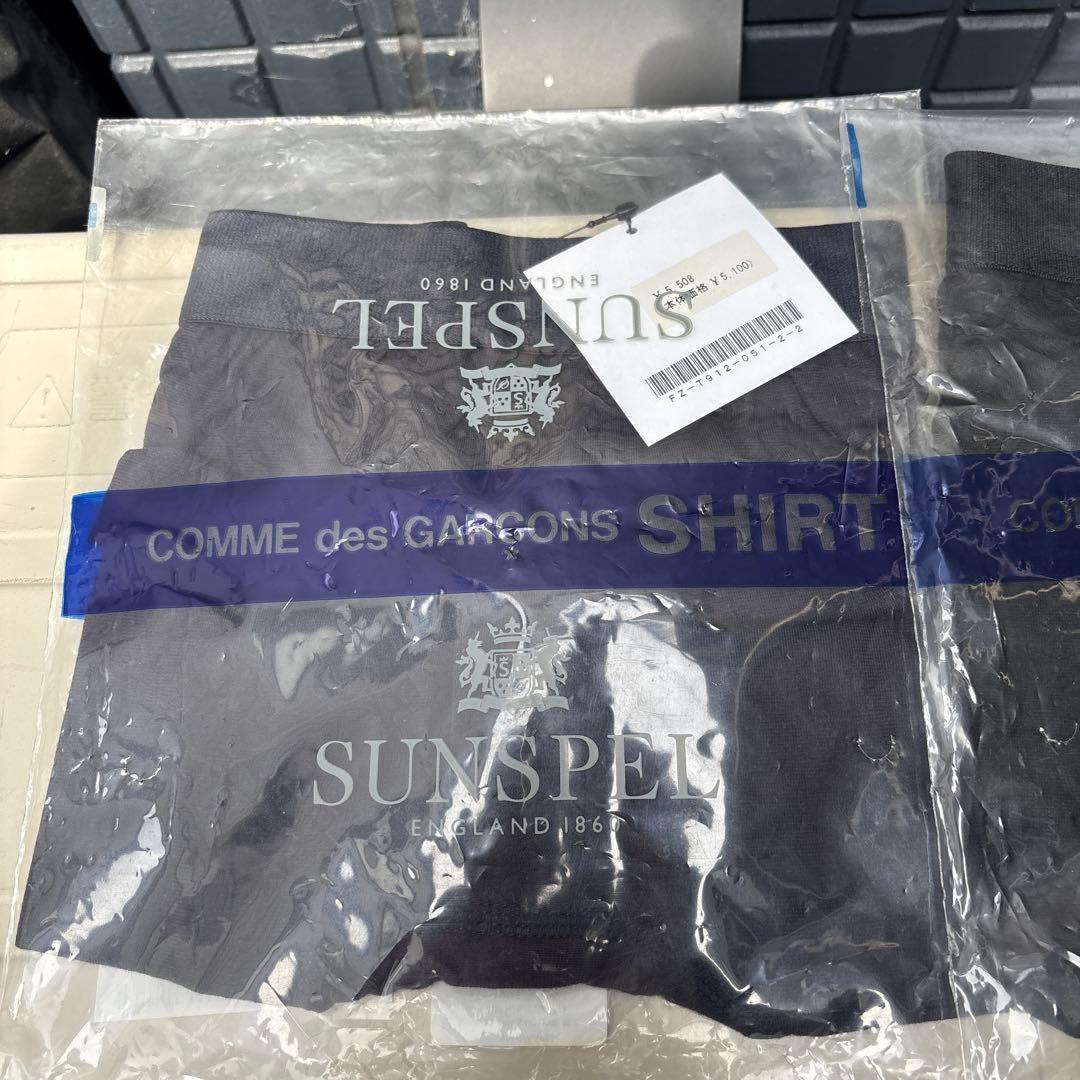 ENGLAND 1860
SUNSPEL
¥5,508
本体価格 ¥5,100)
FZ-T912-051-2-2
COMME des GARÇONS SHIRT
SUNSPEL
ENGLAND 1860